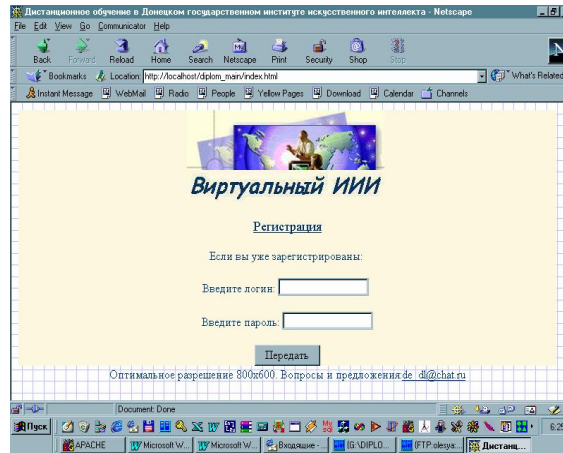 Дистанционное обучение в Донецком государственном институте искусственного интеллекта - Netscape
File Edit View Go Communicator Help
Back Forward Reload Home Search Netscape Print Security Shop Stop
Bookmarks Location: http://localhost/diplom_main/index.html What's Related
Instant Message WebMail Radio People Yellow Pages Download Calendar Channels
Виртуальный ИИИ
Регистрация
Если вы уже зарегистрированы:
Введите логин:
Введите пароль:
Передать
Оптимальное разрешение 800x600. Вопросы и предложения de_dl@chat.ru
Document: Done
Пуск 6:25
APACHE Microsoft W... Microsoft W... Входящие - ... (G:\DIPLO... (FTP:olesya:... Дистанц...